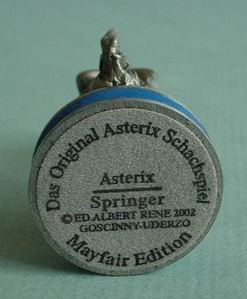 Das Original Asterix Schachspiel
Asterix
Springer
©ED.ALBERT RENE 2002
GOSCINNY-UDERZO
Mayfair Edition